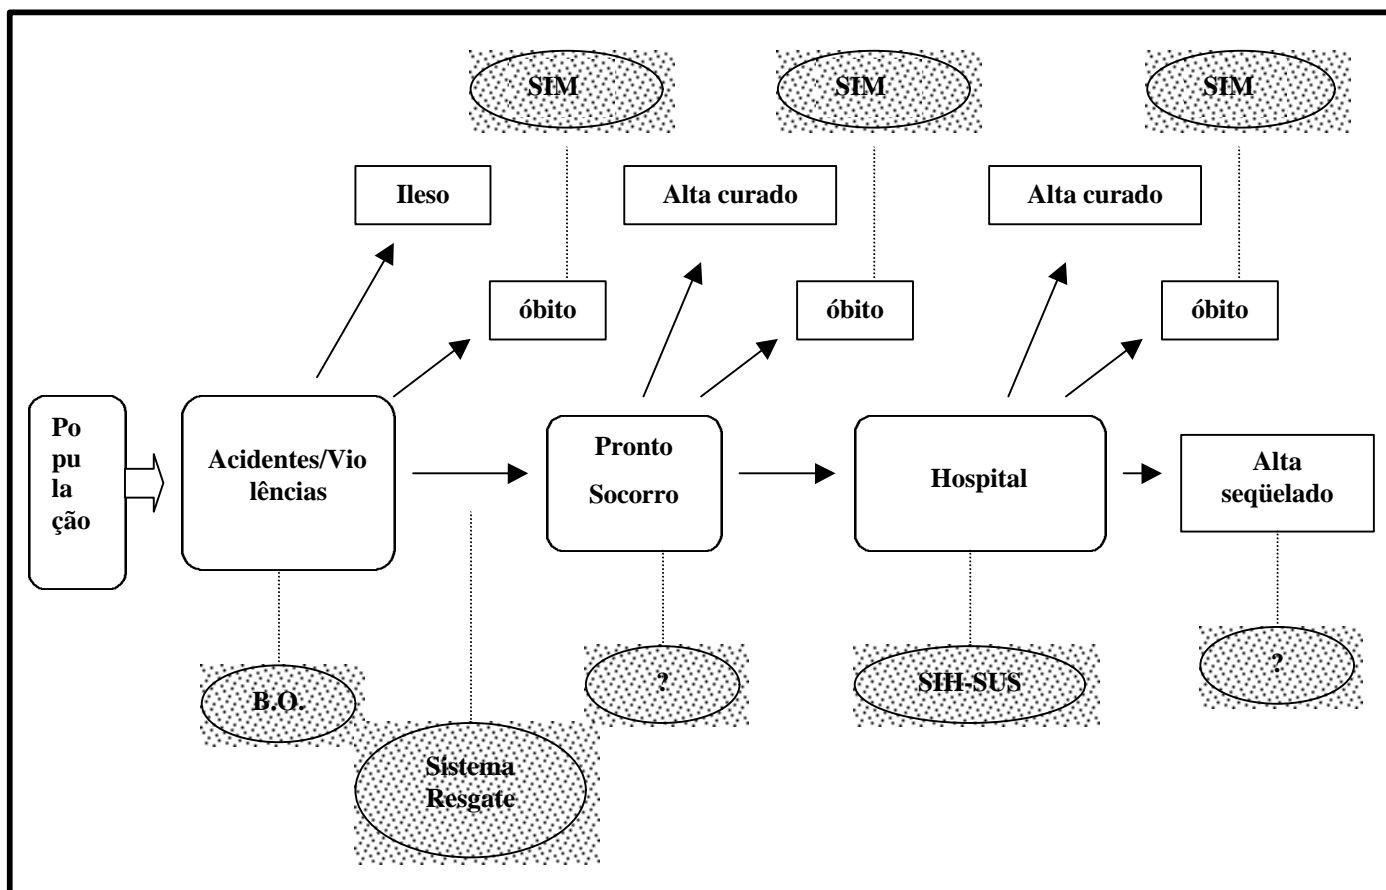 SIM
SIM
SIM
Ileso
Alta curado
Alta curado
óbito
óbito
óbito
Po
pu
la
ção
Acidentes/Vio
lências
Pronto
Socorro
Hospital
Alta
seqüelado
B.O.
Sistema
Resgate
?
SIH-SUS
?